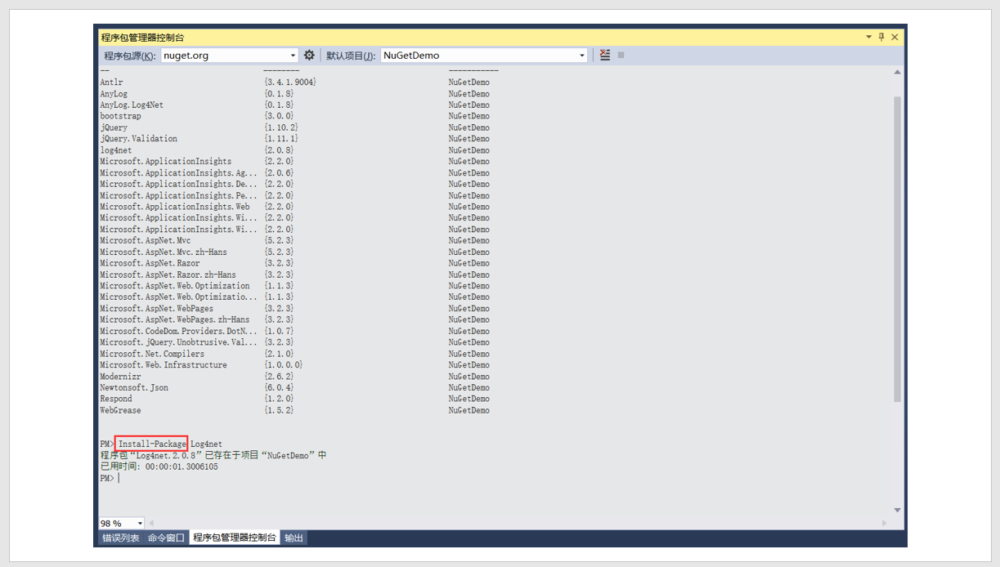 程序包管理器控制台
程序包源(K): nuget.org 默认项目(J): NuGetDemo
-- -------- -----------
Antlr {3.4.1.9004} NuGetDemo
AnyLog {0.1.8} NuGetDemo
AnyLog.Log4Net {0.1.8} NuGetDemo
bootstrap {3.0.0} NuGetDemo
jQuery {1.10.2} NuGetDemo
jQuery.Validation {1.11.1} NuGetDemo
log4net {2.0.8} NuGetDemo
Microsoft.ApplicationInsights {2.2.0} NuGetDemo
Microsoft.ApplicationInsights.Ag... {2.0.6} NuGetDemo
Microsoft.ApplicationInsights.De... {2.2.0} NuGetDemo
Microsoft.ApplicationInsights.Pe... {2.2.0} NuGetDemo
Microsoft.ApplicationInsights.Web {2.2.0} NuGetDemo
Microsoft.ApplicationInsights.Wi... {2.2.0} NuGetDemo
Microsoft.ApplicationInsights.Wi... {2.2.0} NuGetDemo
Microsoft.AspNet.Mvc {5.2.3} NuGetDemo
Microsoft.AspNet.Mvc.zh-Hans {5.2.3} NuGetDemo
Microsoft.AspNet.Razor {3.2.3} NuGetDemo
Microsoft.AspNet.Razor.zh-Hans {3.2.3} NuGetDemo
Microsoft.AspNet.Web.Optimization {1.1.3} NuGetDemo
Microsoft.AspNet.Web.Optimizatio... {1.1.3} NuGetDemo
Microsoft.AspNet.WebPages {3.2.3} NuGetDemo
Microsoft.AspNet.WebPages.zh-Hans {3.2.3} NuGetDemo
Microsoft.CodeDom.Providers.DotN... {1.0.7} NuGetDemo
Microsoft.jQuery.Unobtrusive.Val... {3.2.3} NuGetDemo
Microsoft.Net.Compilers {2.1.0} NuGetDemo
Microsoft.Web.Infrastructure {1.0.0.0} NuGetDemo
Modernizr {2.6.2} NuGetDemo
Newtonsoft.Json {6.0.4} NuGetDemo
Respond {1.2.0} NuGetDemo
WebGrease {1.5.2} NuGetDemo
PM> Install-Package Log4net
程序包“Log4net.2.0.8”已存在于项目“NuGetDemo”中
已用时间: 00:00:01.3006105
PM>
98 %
错误列表 命令窗口 程序包管理器控制台 输出